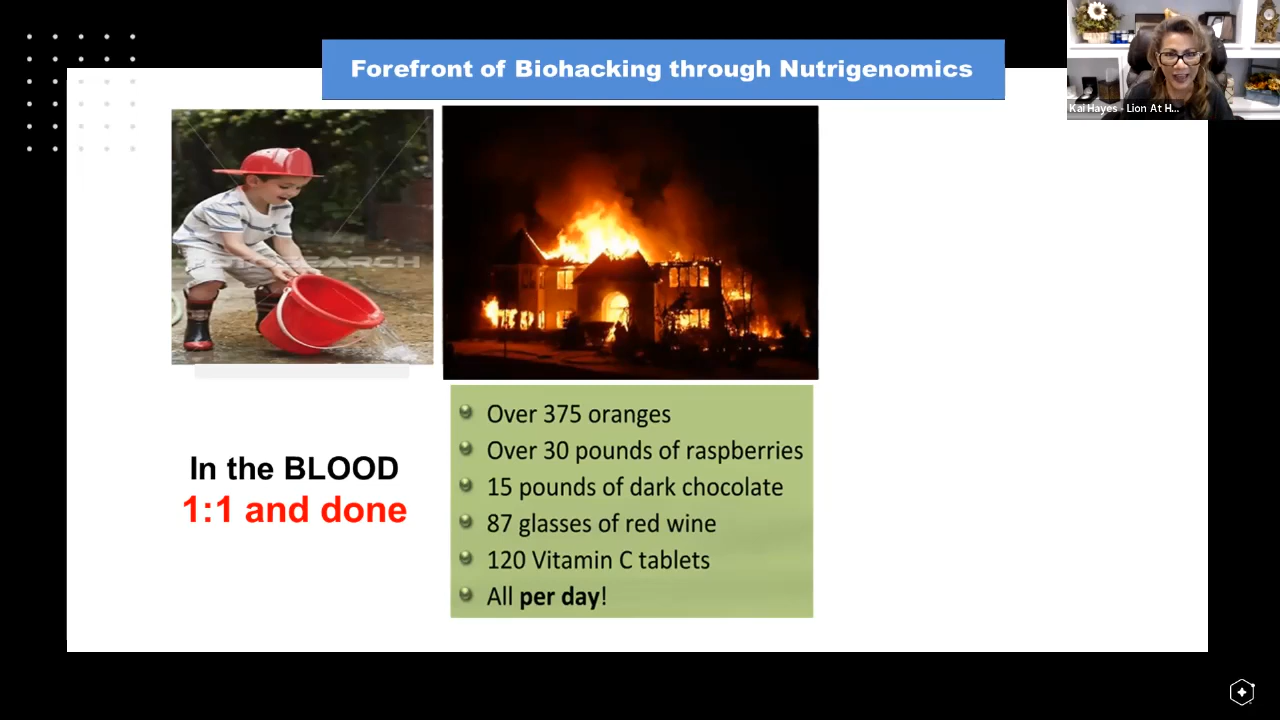 Forefront of Biohacking through Nutrigenomics
Kai Hayes - Lion At H...
FOTOSEARCH
In the BLOOD
1:1 and done
Over 375 oranges
Over 30 pounds of raspberries
15 pounds of dark chocolate
87 glasses of red wine
120 Vitamin C tablets
All per day!